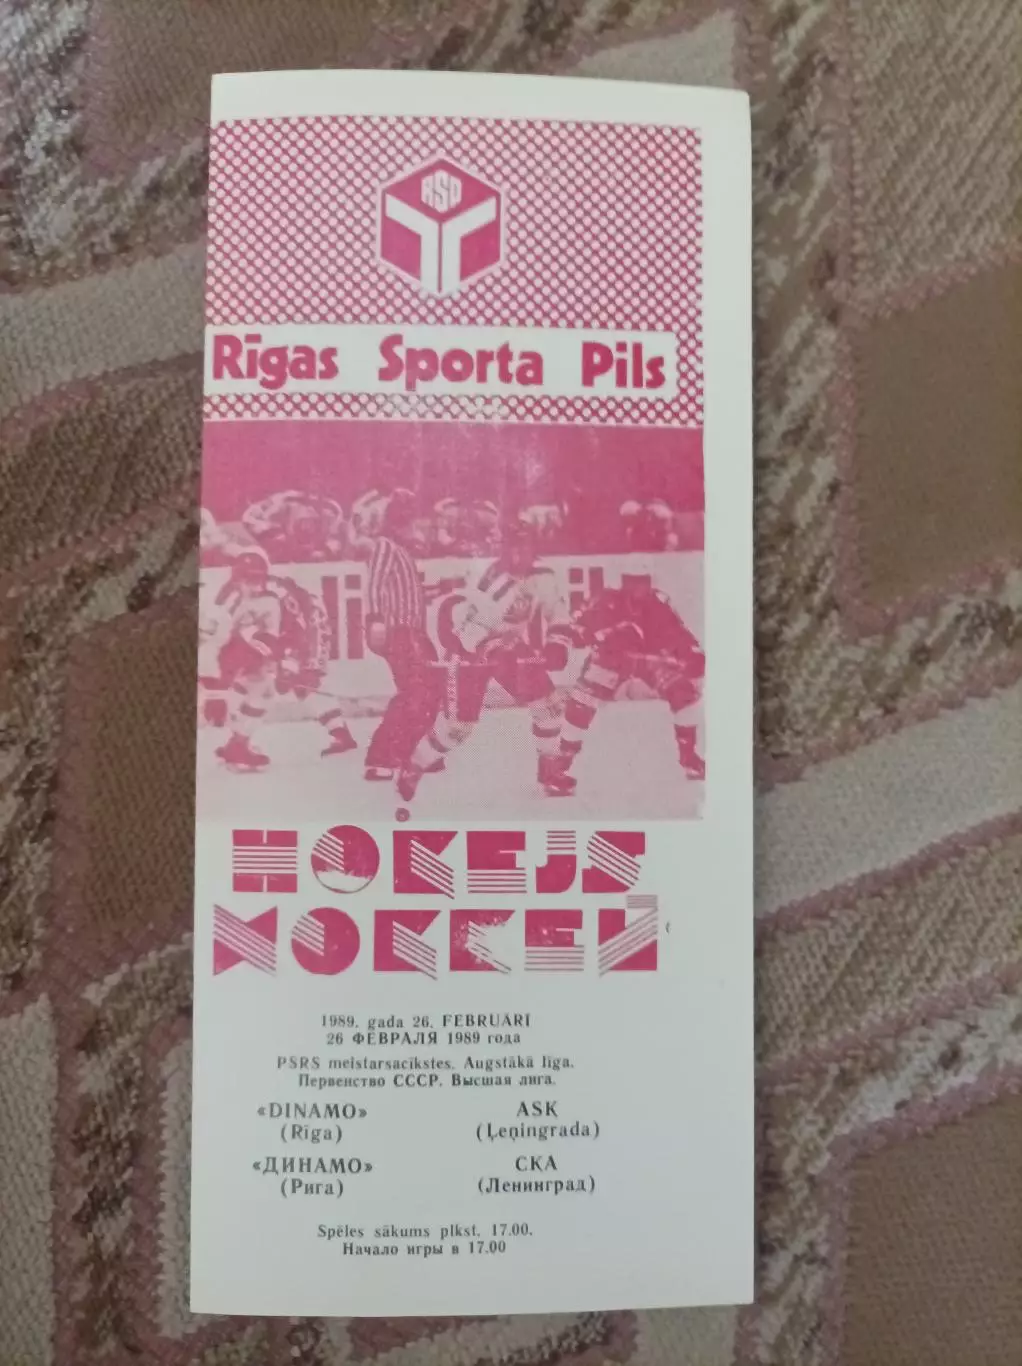 RSP
Rīgas Sporta Pils
HOKEJS
ХОККЕЙ
1989. gada 26. FEBRUĀRĪ
26 ФЕВРАЛЯ 1989 года
PSRS meistarsacīkstes. Augstākā līga.
Первенство СССР. Высшая лига.
«DINAMO» ASK
(Rīga) (Ļeņingrada)
«ДИНАМО» СКА
(Рига) (Ленинград)
Spēles sākums plkst. 17.00.
Начало игры в 17.00